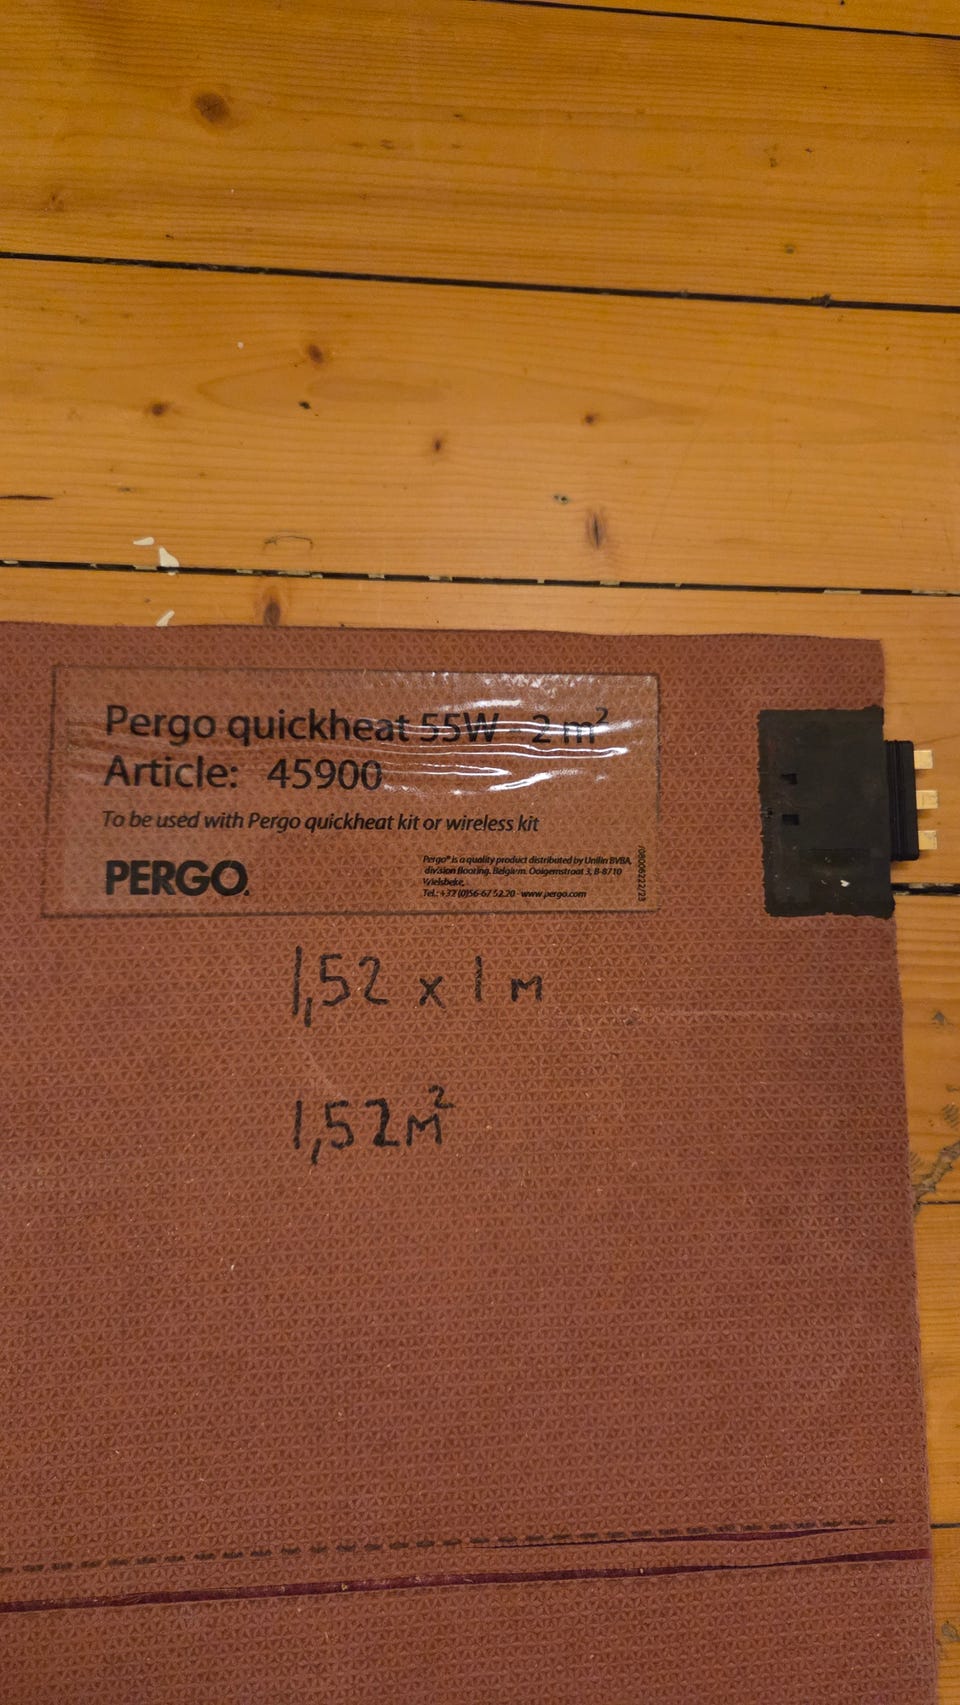 Pergo quickheat 55W - 2 m²
Article: 45900
To be used with Pergo quickheat kit or wireless kit
PERGO.
Pergo® is a quality product distributed by Unilin BVBA,
division flooring. Belgium. Ooigemstraat 3, B-8710
Wielsbeke,
Tel.: +32 (0)56-67 52 20 - www.pergo.com
1,52 x 1 m
1,52 m²